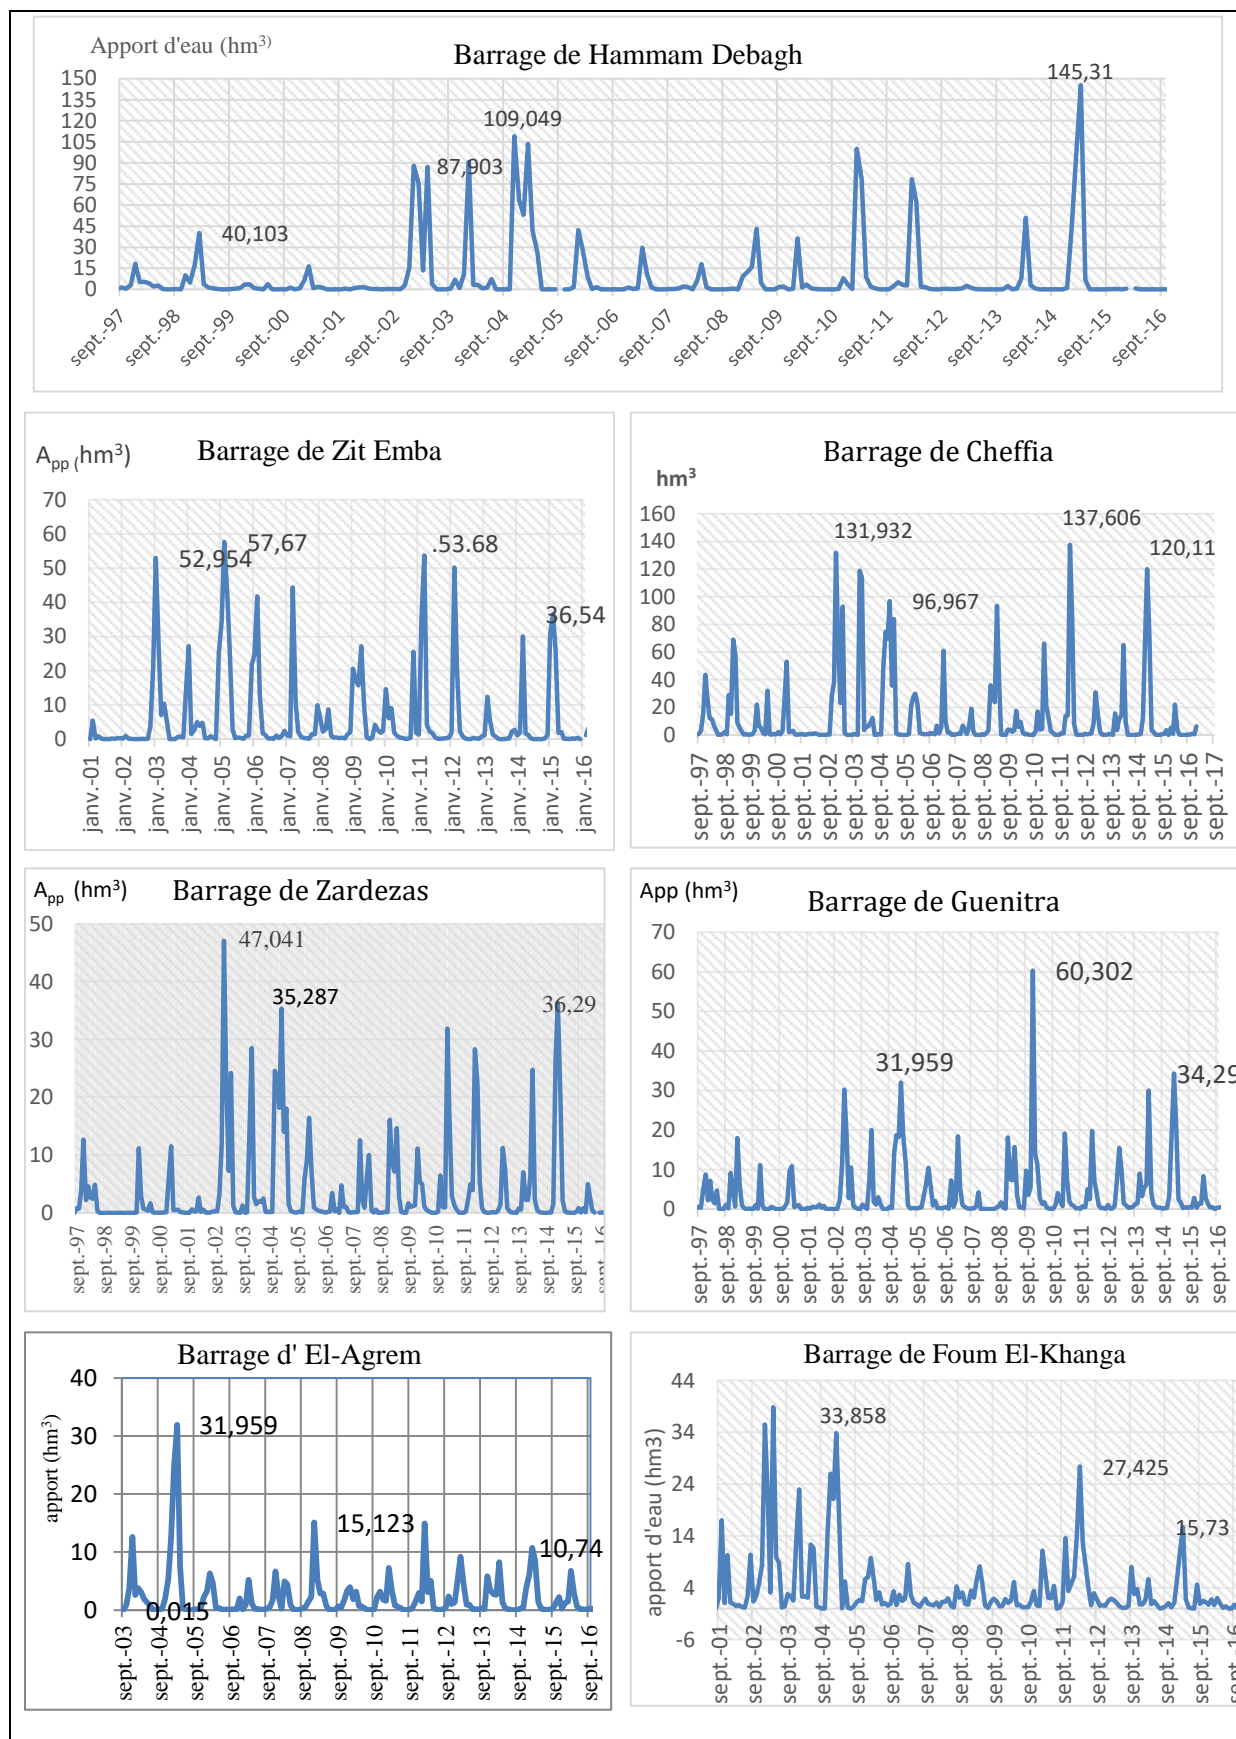 Apport d'eau (hm³)
Barrage de Hammam Debagh
150
135
120
105
90
75
60
45
30
15
0
40,103
87,903
109,049
145,31
sept.-97
sept.-98
sept.-99
sept.-00
sept.-01
sept.-02
sept.-03
sept.-04
sept.-05
sept.-06
sept.-07
sept.-08
sept.-09
sept.-10
sept.-11
sept.-12
sept.-13
sept.-14
sept.-15
sept.-16
App (hm³)
Barrage de Zit Emba
70
60
50
40
30
20
10
0
52,954
57,67
.53.68
36,54
janv.-01
janv.-02
janv.-03
janv.-04
janv.-05
janv.-06
janv.-07
janv.-08
janv.-09
janv.-10
janv.-11
janv.-12
janv.-13
janv.-14
janv.-15
janv.-16
Barrage de Cheffia
hm³
160
140
120
100
80
60
40
20
0
131,932
96,967
137,606
120,11
sept.-97
sept.-98
sept.-99
sept.-00
sept.-01
sept.-02
sept.-03
sept.-04
sept.-05
sept.-06
sept.-07
sept.-08
sept.-09
sept.-10
sept.-11
sept.-12
sept.-13
sept.-14
sept.-15
sept.-16
sept.-17
App (hm³)
Barrage de Zardezas
50
40
30
20
10
0
47,041
35,287
36,29
sept.-97
sept.-98
sept.-99
sept.-00
sept.-01
sept.-02
sept.-03
sept.-04
sept.-05
sept.-06
sept.-07
sept.-08
sept.-09
sept.-10
sept.-11
sept.-12
sept.-13
sept.-14
sept.-15
sept.-16
App (hm³)
Barrage de Guenitra
70
60
50
40
30
20
10
0
31,959
60,302
34,29
sept.-97
sept.-98
sept.-99
sept.-00
sept.-01
sept.-02
sept.-03
sept.-04
sept.-05
sept.-06
sept.-07
sept.-08
sept.-09
sept.-10
sept.-11
sept.-12
sept.-13
sept.-14
sept.-15
sept.-16
Barrage d' El-Agrem
apport (hm³)
40
30
20
10
0
31,959
0,015
15,123
10,74
sept.-03
sept.-04
sept.-05
sept.-06
sept.-07
sept.-08
sept.-09
sept.-10
sept.-11
sept.-12
sept.-13
sept.-14
sept.-15
sept.-16
Barrage de Foum El-Khanga
apport d'eau (hm3)
44
34
24
14
4
-6
33,858
27,425
15,73
sept.-01
sept.-02
sept.-03
sept.-04
sept.-05
sept.-06
sept.-07
sept.-08
sept.-09
sept.-10
sept.-11
sept.-12
sept.-13
sept.-14
sept.-15
sept.-16